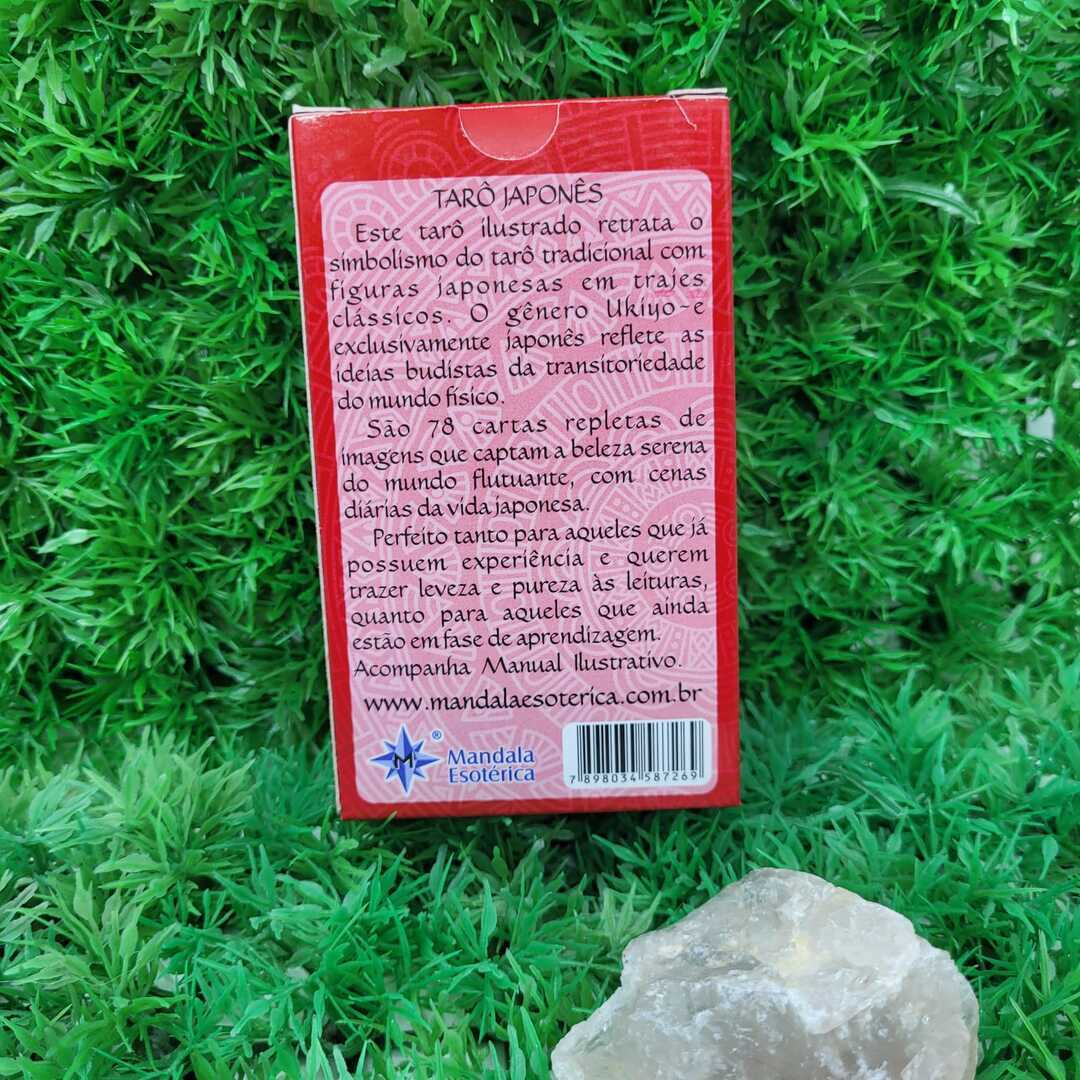 TARÔ JAPONÊS
Este tarô ilustrado retrata o
simbolismo do tarô tradicional com
figuras japonesas em trajes
clássicos. O gênero Ukiyo-e
exclusivamente japonês reflete as
ideias budistas da transitoriedade
do mundo físico.
São 78 cartas repletas de
imagens que captam a beleza serena
do mundo flutuante, com cenas
diárias da vida japonesa.
Perfeito tanto para aqueles que já
possuem experiência e querem
trazer leveza e pureza às leituras,
quanto para aqueles que ainda
estão em fase de aprendizagem.
Acompanha Manual Ilustrativo.
www.mandalaesoterica.com.br
M ®
Mandala
Esotérica
7 898034 587269